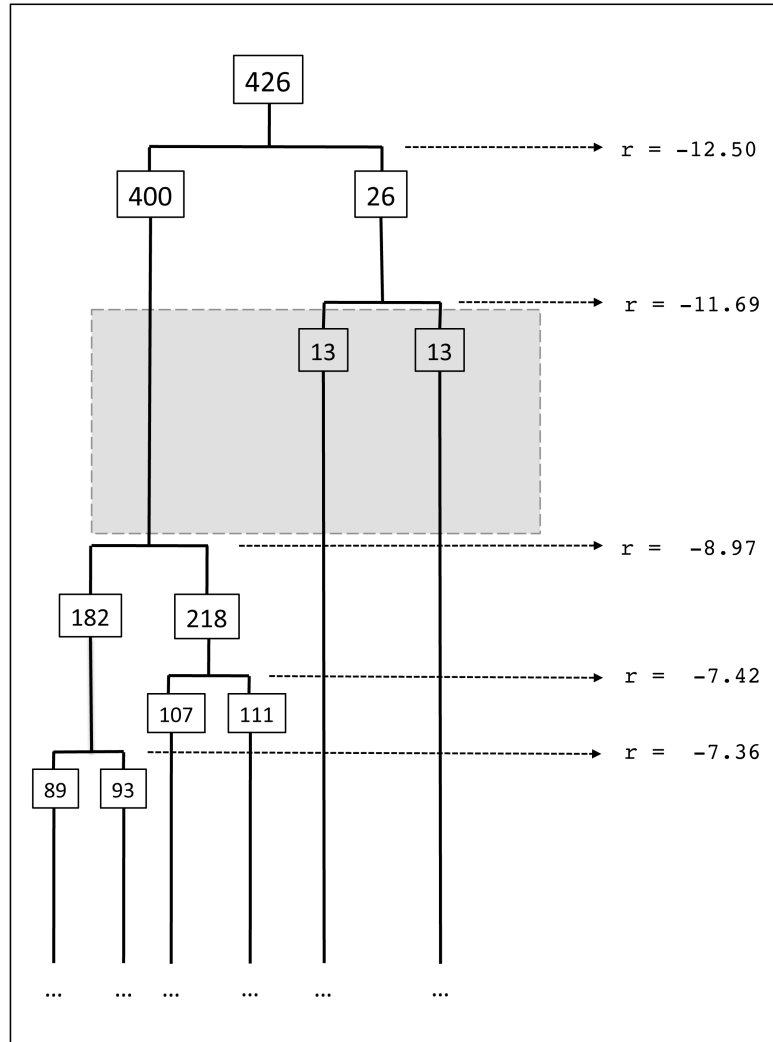 426
r = -12.50
400 26
r = -11.69
13 13
r = -8.97
182 218
r = -7.42
107 111
r = -7.36
89 93
... ... ... ... ... ...